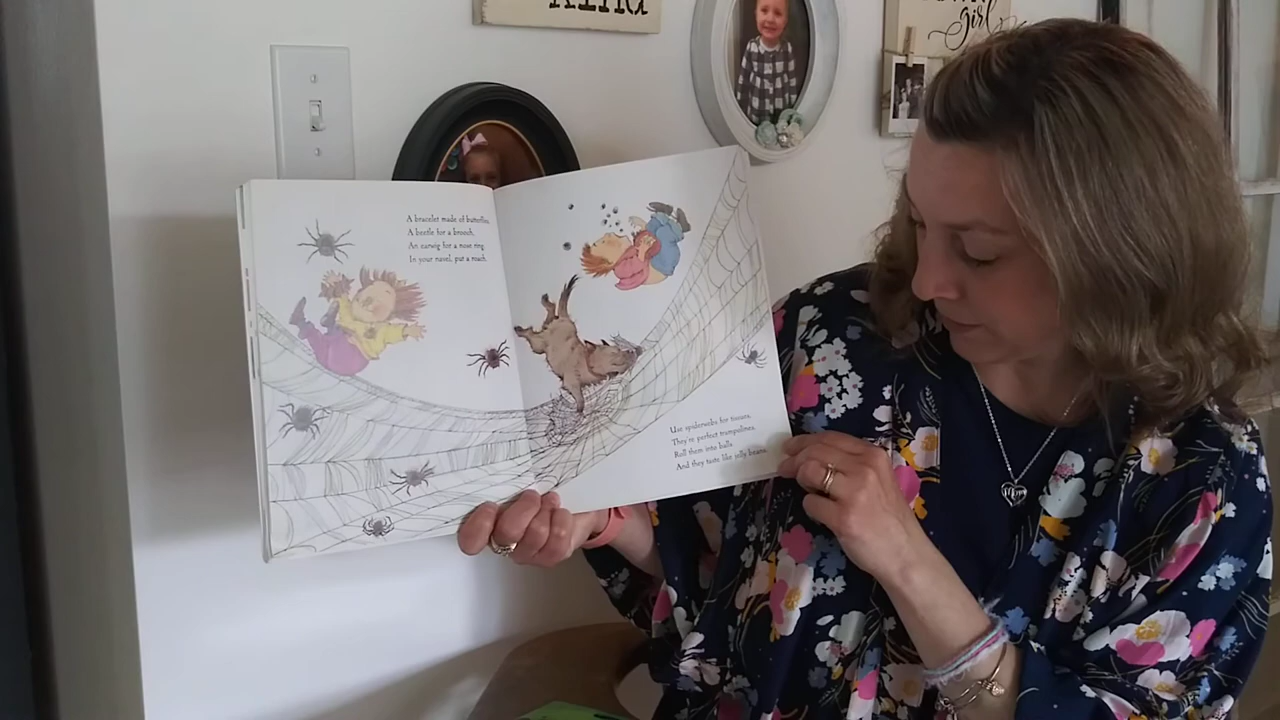 girl
A bracelet made of butterflies,
A beetle for a brooch,
An earwig for a nose ring
In your navel, put a roach.
Use spiderwebs for tissues,
They're perfect trampolines,
Roll them into balls
And they taste like jelly beans.